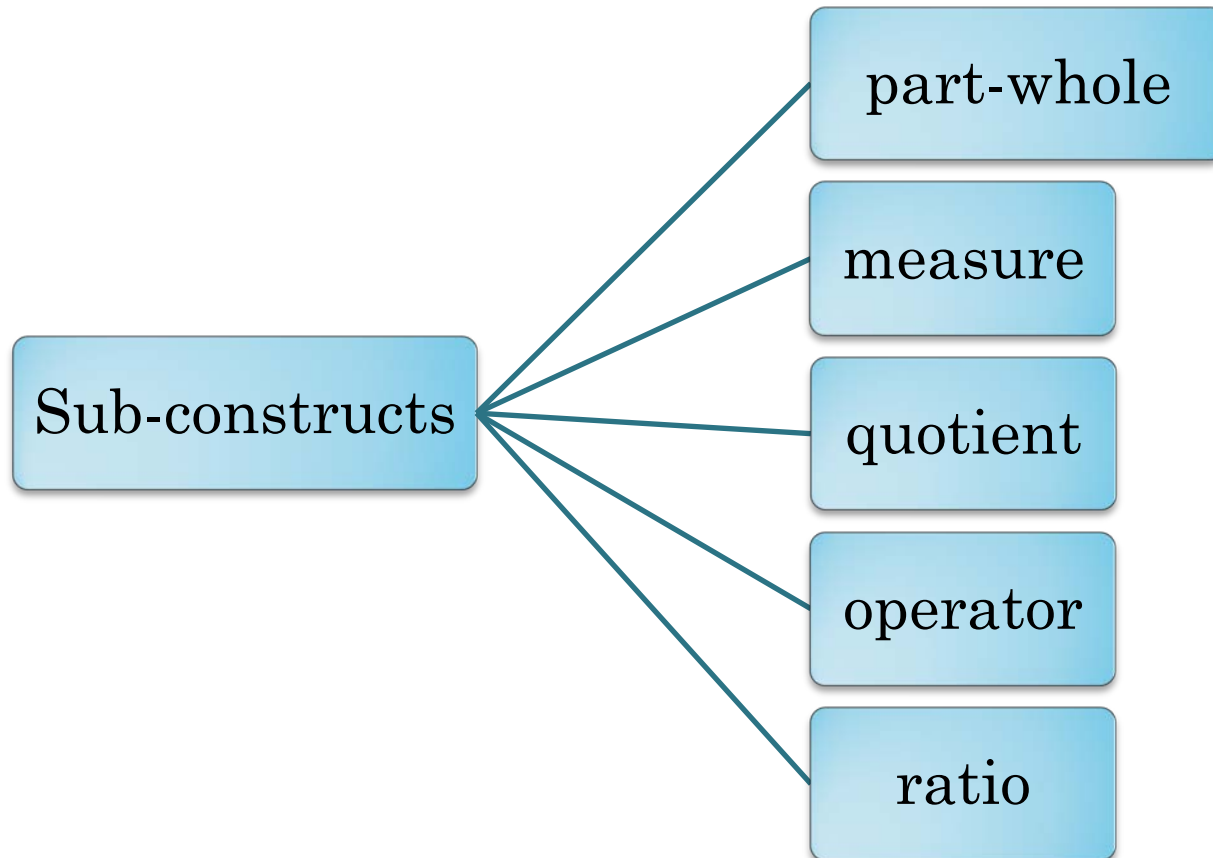 part-whole
measure
Sub-constructs
quotient
operator
ratio